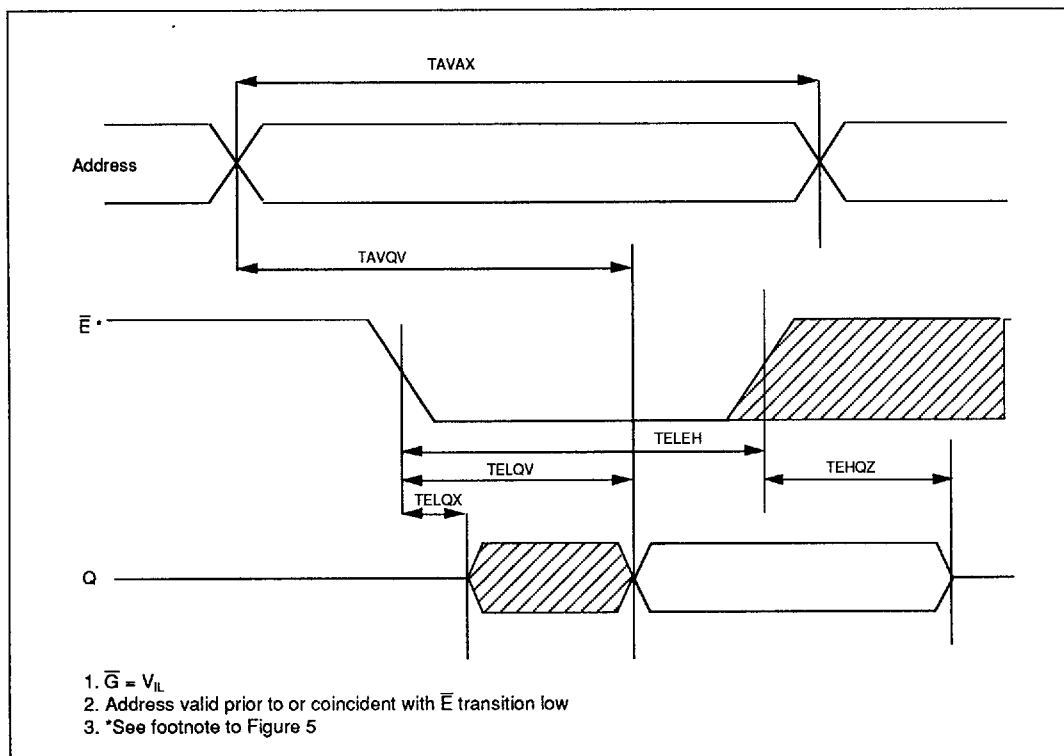 TAVAX
Address
TAVQV
E̅ *
TELEH
TELQV
TEHQZ
TELQX
Q
1. G̅ = VIL
2. Address valid prior to or coincident with E̅ transition low
3. *See footnote to Figure 5